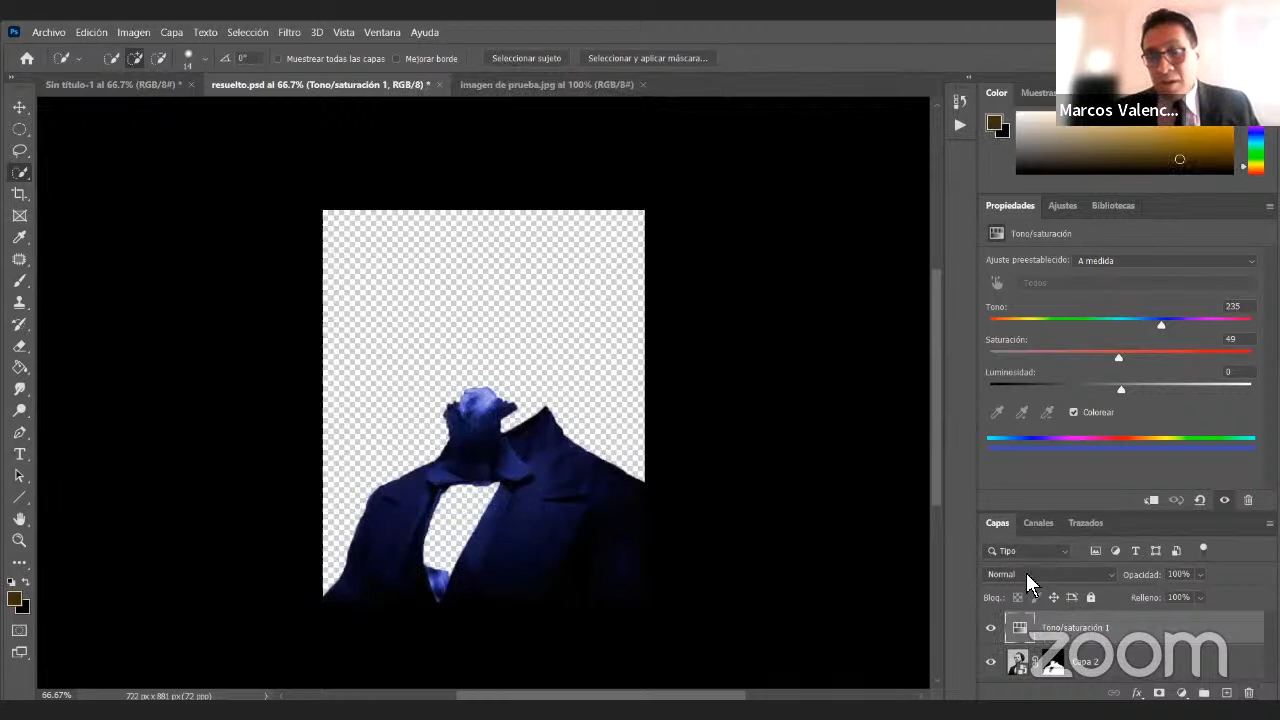 Ps Archivo Edición Imagen Capa Texto Selección Filtro 3D Vista Ventana Ayuda
14 0° Muestrear todas las capas Mejorar borde Seleccionar sujeto Seleccionar y aplicar máscara...
Sin título-1 al 66.7% (RGB/8#) * × resuelto.psd al 66.7% (Tono/saturación 1, RGB/8) * × imagen de prueba.jpg al 100% (RGB/8#) ×
Marcos Valenc...
Color Muestras
Propiedades Ajustes Bibliotecas
Tono/saturación
Ajuste preestablecido: A medida
Todos
Tono: 235
Saturación: 49
Luminosidad: 0
Colorear
Capas Canales Trazados
Tipo
Normal Opacidad: 100%
Bloq.: Relleno: 100%
Tono/saturación 1
Capa 2
zoom
66.67% 722 px x 881 px (72 ppp)